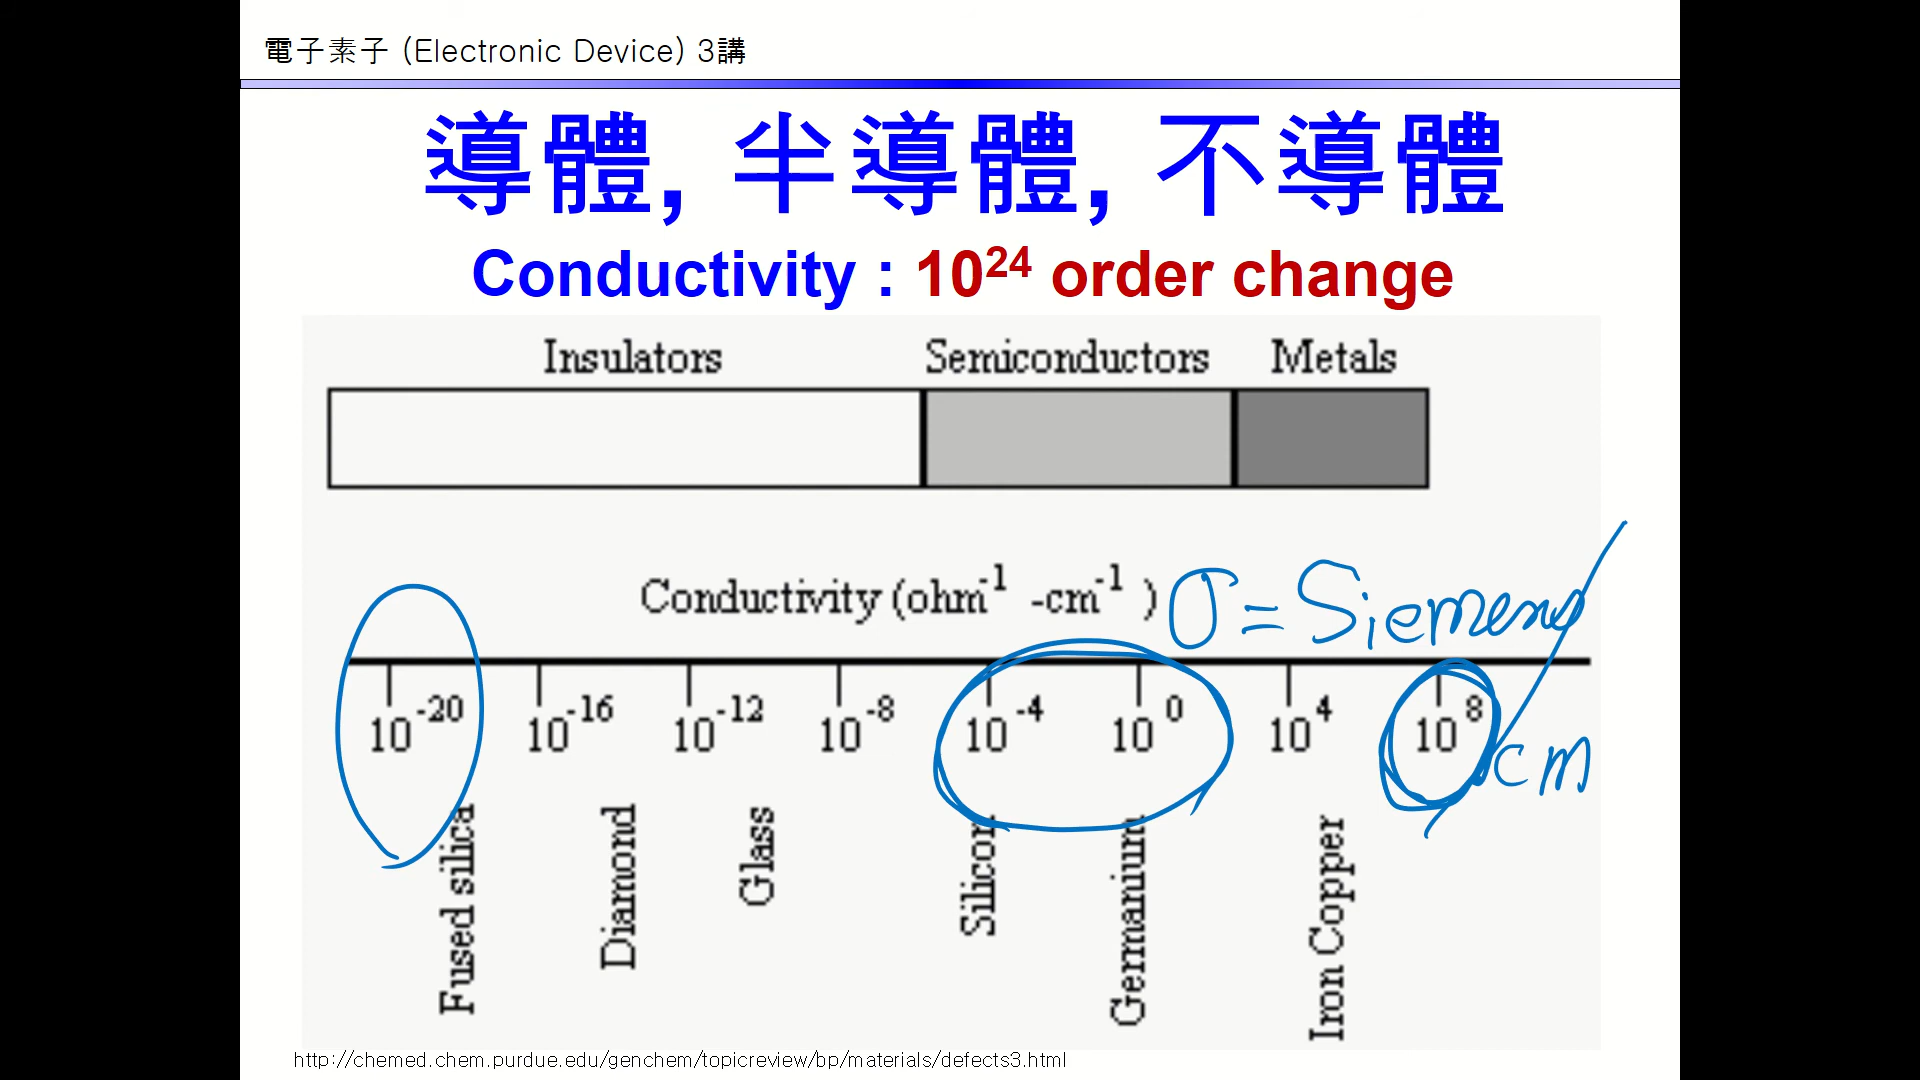 電子素子 (Electronic Device) 3講
導體, 半導體, 不導體
Conductivity : 10²⁴ order change
Insulators Semiconductors Metals
Conductivity (ohm⁻¹ -cm⁻¹ ) σ = Siemens
10⁻²⁰ 10⁻¹⁶ 10⁻¹² 10⁻⁸ 10⁻⁴ 10⁰ 10⁴ 10⁸
cm
Fused silica
Diamond
Glass
Silicon
Germanium
Iron Copper
http://chemed.chem.purdue.edu/genchem/topicreview/bp/materials/defects3.html